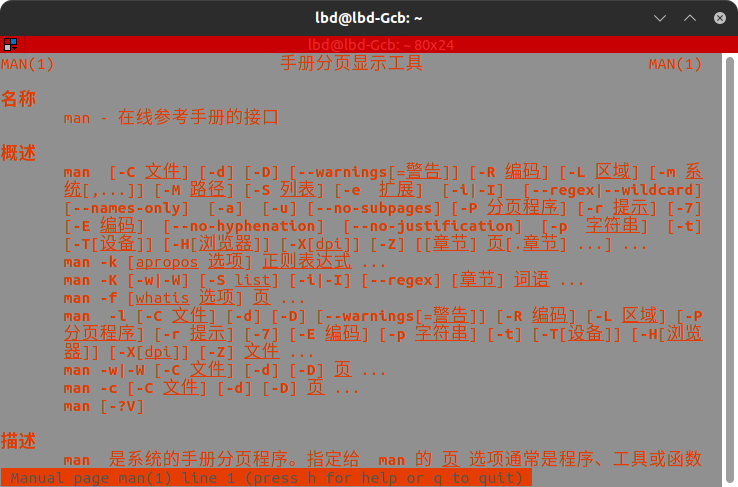 lbd@lbd-Gcb: ~
lbd@lbd-Gcb: ~ 80x24
MAN(1) 手册分页显示工具 MAN(1)
名称
man - 在线参考手册的接口
概述
man [-C 文件] [-d] [-D] [--warnings[=警告]] [-R 编码] [-L 区域] [-m 系
统[,...]] [-M 路径] [-S 列表] [-e 扩展] [-i|-I] [--regex|--wildcard]
[--names-only] [-a] [-u] [--no-subpages] [-P 分页程序] [-r 提示] [-7]
[-E 编码] [--no-hyphenation] [--no-justification] [-p 字符串] [-t]
[-T[设备]] [-H[浏览器]] [-X[dpi]] [-Z] [[章节] 页[.章节] ...] ...
man -k [apropos 选项] 正则表达式 ...
man -K [-w|-W] [-S list] [-i|-I] [--regex] [章节] 词语 ...
man -f [whatis 选项] 页 ...
man -l [-C 文件] [-d] [-D] [--warnings[=警告]] [-R 编码] [-L 区域] [-P
分页程序] [-r 提示] [-7] [-E 编码] [-p 字符串] [-t] [-T[设备]] [-H[浏览
器]] [-X[dpi]] [-Z] 文件 ...
man -w|-W [-C 文件] [-d] [-D] 页 ...
man -c [-C 文件] [-d] [-D] 页 ...
man [-?V]
描述
man 是系统的手册分页程序。指定给 man 的 页 选项通常是程序、工具或函数
Manual page man(1) line 1 (press h for help or q to quit)